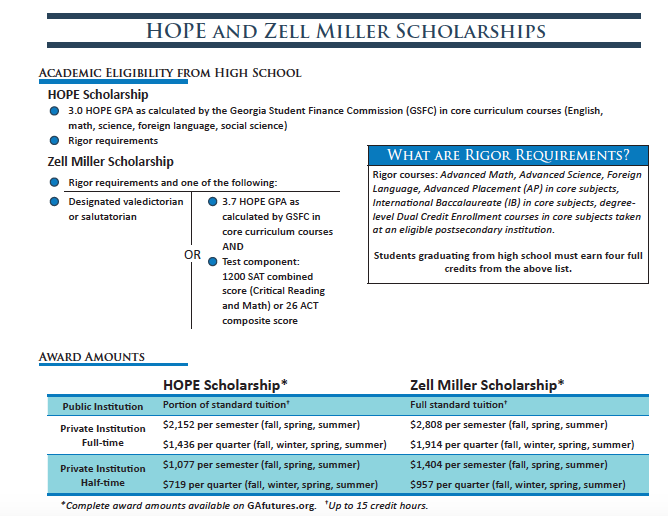 HOPE AND ZELL MILLER SCHOLARSHIPS
ACADEMIC ELIGIBILITY FROM HIGH SCHOOL
HOPE Scholarship
3.0 HOPE GPA as calculated by the Georgia Student Finance Commission (GSFC) in core curriculum courses (English,
math, science, foreign language, social science)
Rigor requirements
Zell Miller Scholarship
Rigor requirements and one of the following:
Designated valedictorian
or salutatorian
OR
3.7 HOPE GPA as
calculated by GSFC in
core curriculum courses
AND
Test component:
1200 SAT combined
score (Critical Reading
and Math) or 26 ACT
composite score
WHAT ARE RIGOR REQUIREMENTS?
Rigor courses: Advanced Math, Advanced Science, Foreign
Language, Advanced Placement (AP) in core subjects,
International Baccalaureate (IB) in core subjects, degree-
level Dual Credit Enrollment courses in core subjects taken
at an eligible postsecondary institution.
Students graduating from high school must earn four full
credits from the above list.
AWARD AMOUNTS
HOPE Scholarship* Zell Miller Scholarship*
Public Institution Portion of standard tuition† Full standard tuition†
Private Institution
Full-time
$2,152 per semester (fall, spring, summer) $2,808 per semester (fall, spring, summer)
$1,436 per quarter (fall, winter, spring, summer) $1,914 per quarter (fall, winter, spring, summer)
Private Institution
Half-time
$1,077 per semester (fall, spring, summer) $1,404 per semester (fall, spring, summer)
$719 per quarter (fall, winter, spring, summer) $957 per quarter (fall, winter, spring, summer)
*Complete award amounts available on GAfutures.org. †Up to 15 credit hours.